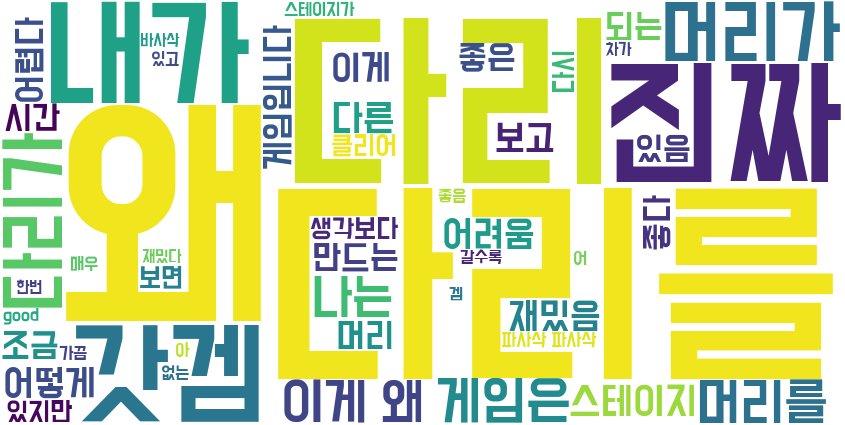 스테이지가
내가
다리
되는
머리가
바사삭
있고
차가
어렵다
게임입니다
이게
좋은
있다
진짜
시간
다른
클리어
보고
있음
왜
다리가
다리를
좋음
좋다
생각보다
어려움
만드는
갈수록
어
재밌다
매우
보면
한번
나는
겜
good
재밌음
머리
파사삭 파사삭
조금
가끔
갓겜
아
없는
어떻게
있지만
이게 왜
게임은
스테이지
머리를